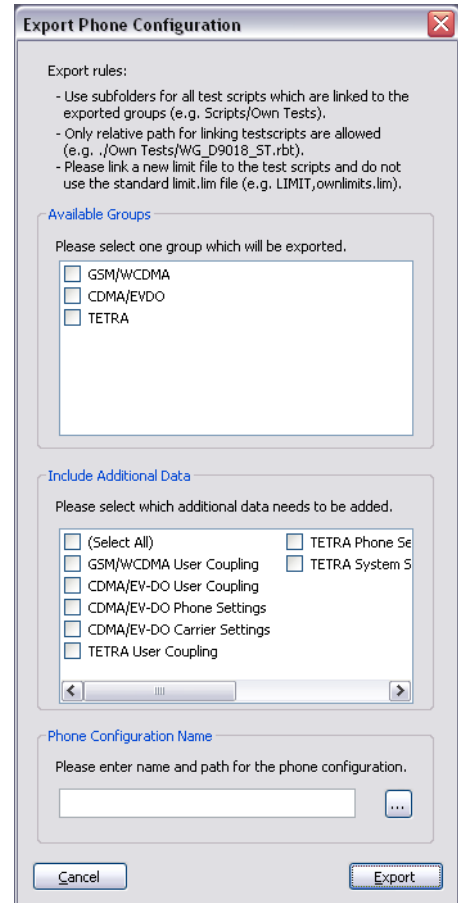 Export Phone Configuration
Export rules:
- Use subfolders for all test scripts which are linked to the
exported groups (e.g. Scripts/Own Tests).
- Only relative path for linking testscripts are allowed
(e.g. ./Own Tests/WG_D9018_ST.rbt).
- Please link a new limit file to the test scripts and do not
use the standard limit.lim file (e.g. LIMIT,ownlimits.lim).
Available Groups
Please select one group which will be exported.
GSM/WCDMA
CDMA/EVDO
TETRA
Include Additional Data
Please select which additional data needs to be added.
(Select All)
GSM/WCDMA User Coupling
CDMA/EV-DO User Coupling
CDMA/EV-DO Phone Settings
CDMA/EV-DO Carrier Settings
TETRA User Coupling
TETRA Phone Se
TETRA System S
Phone Configuration Name
Please enter name and path for the phone configuration.
...
Cancel
Export